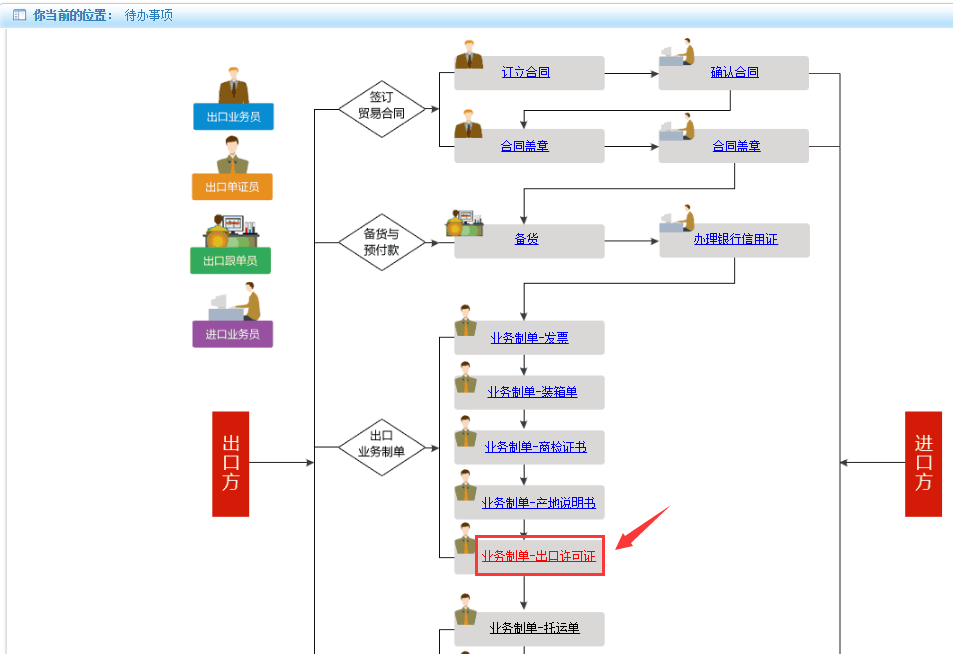 你当前的位置： 待办事项
出口业务员
出口单证员
出口跟单员
进口业务员
签订
贸易合同
订立合同
确认合同
合同盖章
合同盖章
备货与
预付款
备货
办理银行信用证
出口
业务制单
业务制单-发票
业务制单-装箱单
业务制单-商检证书
业务制单-产地说明书
业务制单-出口许可证
业务制单-托运单
出口方
进口方